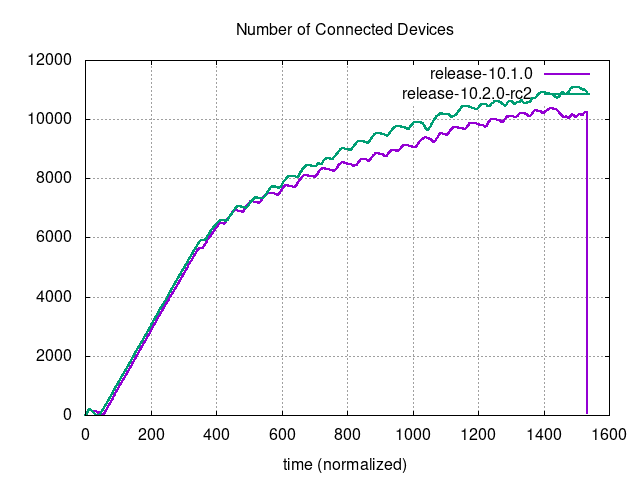 Number of Connected Devices
12000
10000
8000
6000
4000
2000
0
release-10.1.0
release-10.2.0-rc2
0 200 400 600 800 1000 1200 1400 1600
time (normalized)